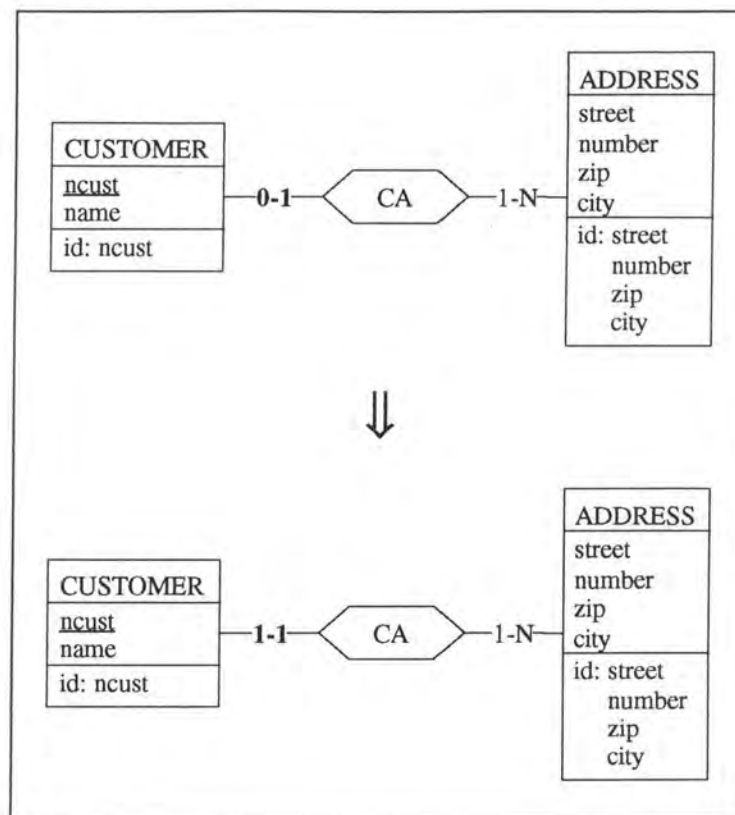 CUSTOMER
ncust
name
id: ncust
0-1
CA
1-N
ADDRESS
street
number
zip
city
id: street
number
zip
city
⇓
CUSTOMER
ncust
name
id: ncust
1-1
CA
1-N
ADDRESS
street
number
zip
city
id: street
number
zip
city